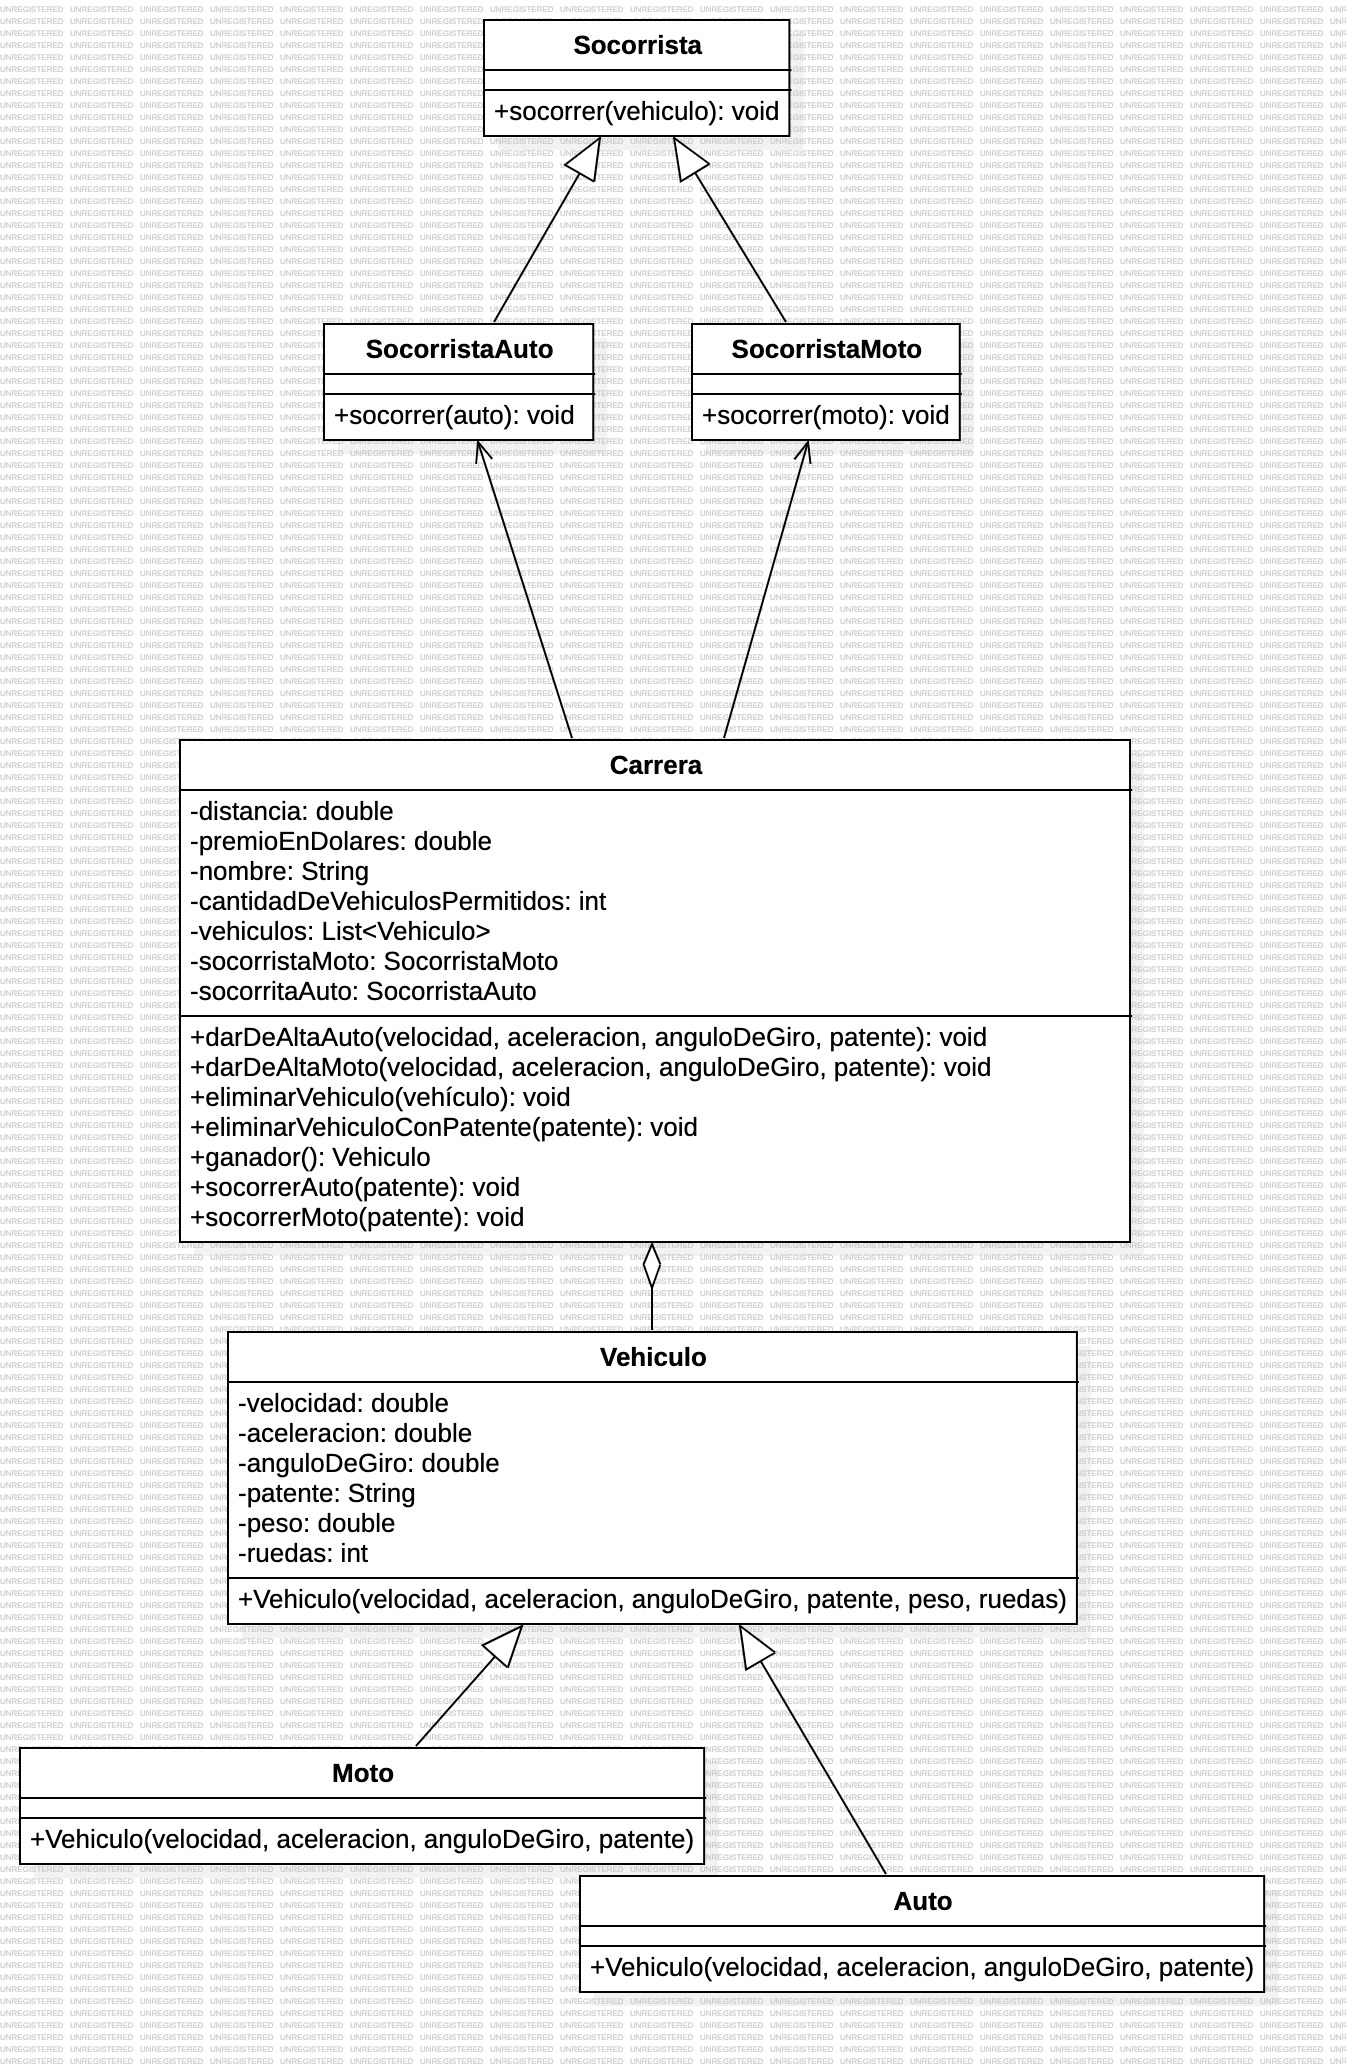 Socorrista
+socorrer(vehiculo): void
SocorristaAuto
+socorrer(auto): void
SocorristaMoto
+socorrer(moto): void
Carrera
-distancia: double
-premioEnDolares: double
-nombre: String
-cantidadDeVehiculosPermitidos: int
-vehiculos: List<Vehiculo>
-socorristaMoto: SocorristaMoto
-socorritaAuto: SocorristaAuto
+darDeAltaAuto(velocidad, aceleracion, anguloDeGiro, patente): void
+darDeAltaMoto(velocidad, aceleracion, anguloDeGiro, patente): void
+eliminarVehiculo(vehículo): void
+eliminarVehiculoConPatente(patente): void
+ganador(): Vehiculo
+socorrerAuto(patente): void
+socorrerMoto(patente): void
Vehiculo
-velocidad: double
-aceleracion: double
-anguloDeGiro: double
-patente: String
-peso: double
-ruedas: int
+Vehiculo(velocidad, aceleracion, anguloDeGiro, patente, peso, ruedas)
Moto
+Vehiculo(velocidad, aceleracion, anguloDeGiro, patente)
Auto
+Vehiculo(velocidad, aceleracion, anguloDeGiro, patente)
UNREGISTERED